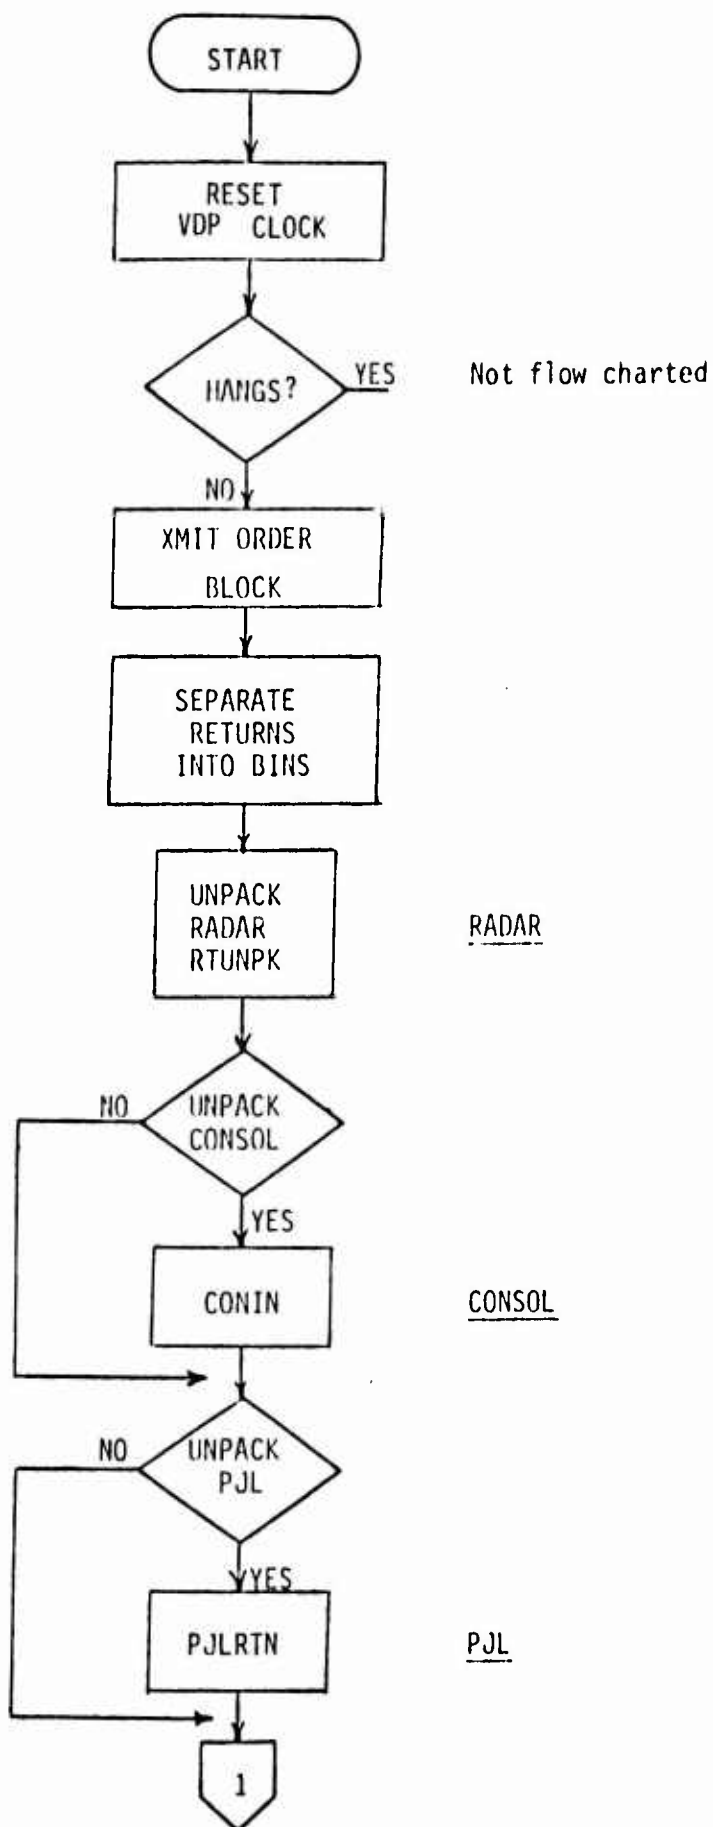 START
RESET
VDP CLOCK
HANGS?
YES
Not flow charted
NO
XMIT ORDER
BLOCK
SEPARATE
RETURNS
INTO BINS
UNPACK
RADAR
RTUNPK
RADAR
NO
UNPACK
CONSOL
YES
CONIN
CONSOL
NO
UNPACK
PJL
YES
PJLRTN
PJL
1